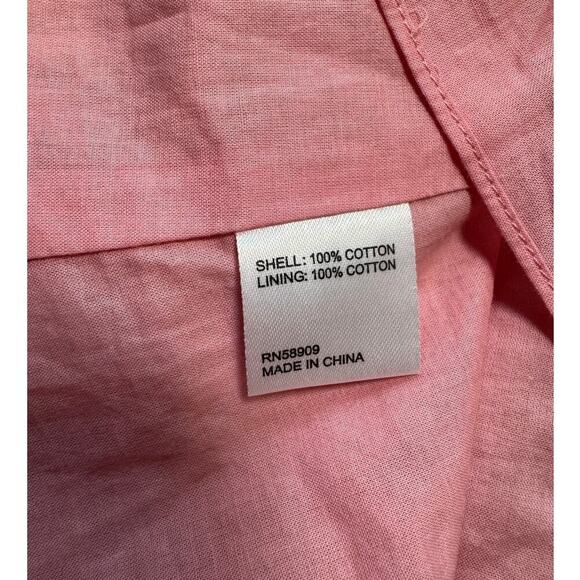 SHELL: 100% COTTON
LINING: 100% COTTON
RN58909
MADE IN CHINA